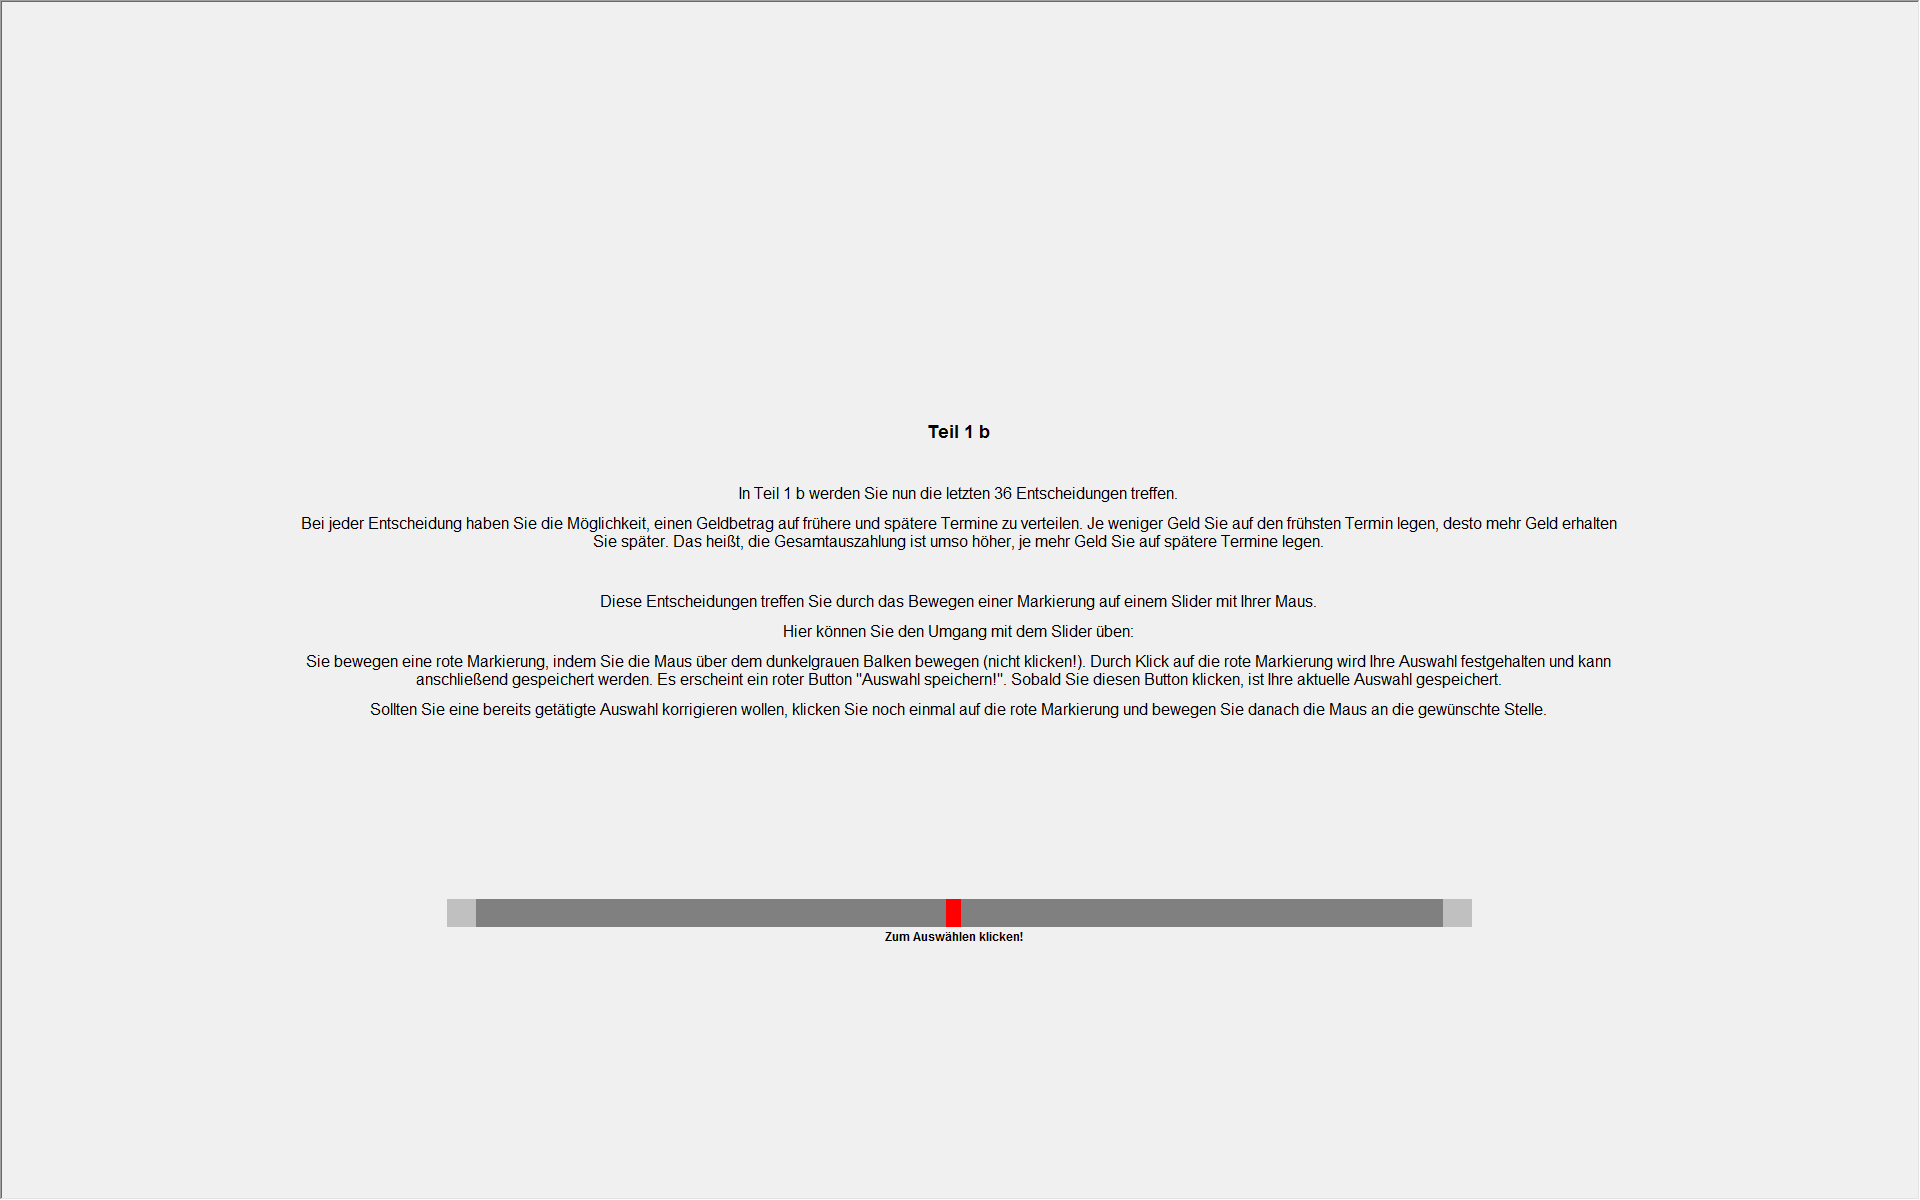 Teil 1 b
In Teil 1 b werden Sie nun die letzten 36 Entscheidungen treffen.
Bei jeder Entscheidung haben Sie die Möglichkeit, einen Geldbetrag auf frühere und spätere Termine zu verteilen. Je weniger Geld Sie auf den frühsten Termin legen, desto mehr Geld erhalten
Sie später. Das heißt, die Gesamtauszahlung ist umso höher, je mehr Geld Sie auf spätere Termine legen.
Diese Entscheidungen treffen Sie durch das Bewegen einer Markierung auf einem Slider mit Ihrer Maus.
Hier können Sie den Umgang mit dem Slider üben:
Sie bewegen eine rote Markierung, indem Sie die Maus über dem dunkelgrauen Balken bewegen (nicht klicken!). Durch Klick auf die rote Markierung wird Ihre Auswahl festgehalten und kann
anschließend gespeichert werden. Es erscheint ein roter Button "Auswahl speichern!". Sobald Sie diesen Button klicken, ist Ihre aktuelle Auswahl gespeichert.
Sollten Sie eine bereits getätigte Auswahl korrigieren wollen, klicken Sie noch einmal auf die rote Markierung und bewegen Sie danach die Maus an die gewünschte Stelle.
Zum Auswählen klicken!